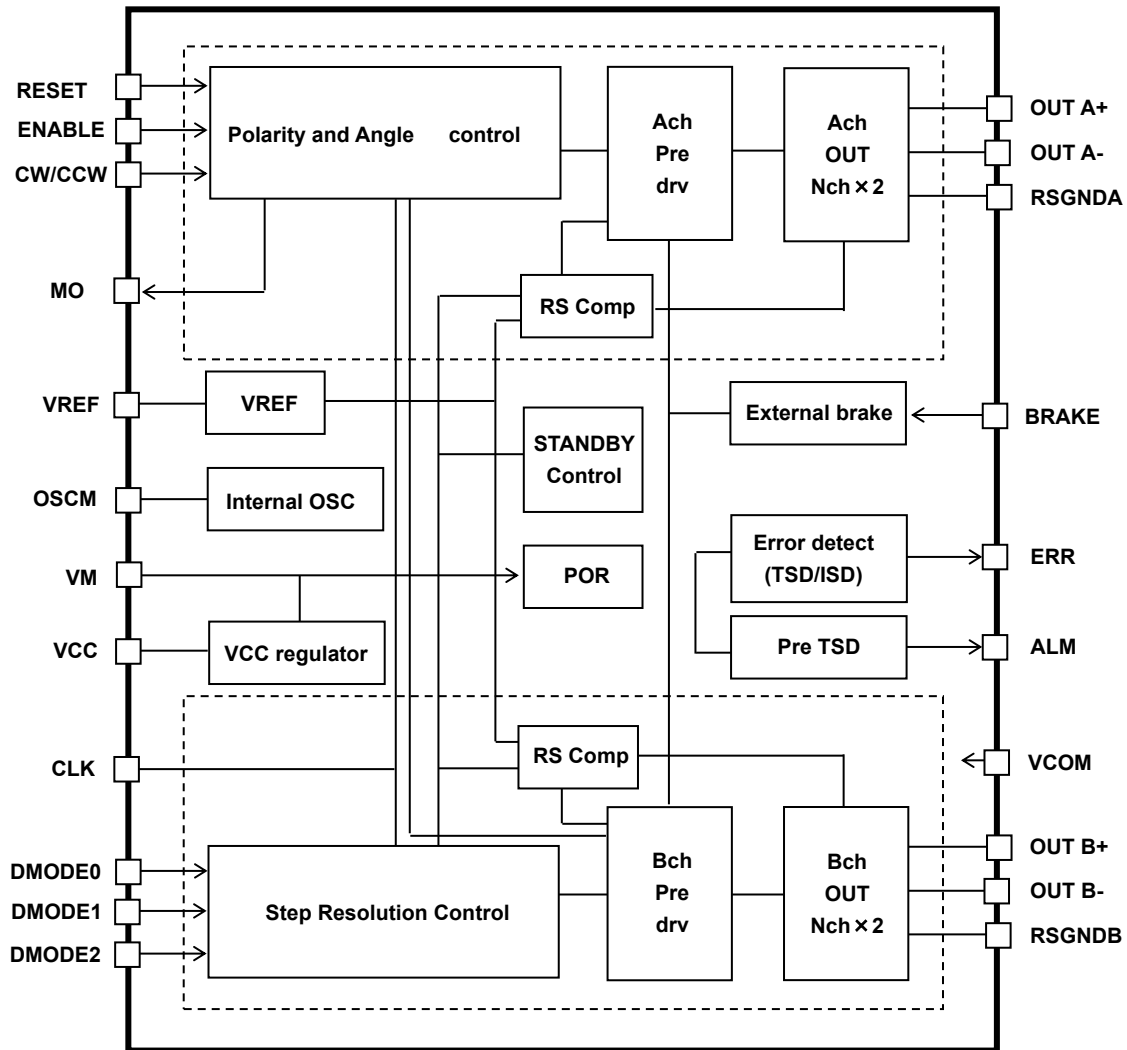 RESET
ENABLE
CW/CCW
MO
VREF
OSCM
VM
VCC
CLK
DMODE0
DMODE1
DMODE2
Polarity and Angle control
Ach
Pre
drv
Ach
OUT
Nch×2
RS Comp
VREF
Internal OSC
VCC regulator
STANDBY
Control
POR
External brake
Error detect
(TSD/ISD)
Pre TSD
RS Comp
Step Resolution Control
Bch
Pre
drv
Bch
OUT
Nch×2
OUT A+
OUT A-
RSGNDA
BRAKE
ERR
ALM
VCOM
OUT B+
OUT B-
RSGNDB